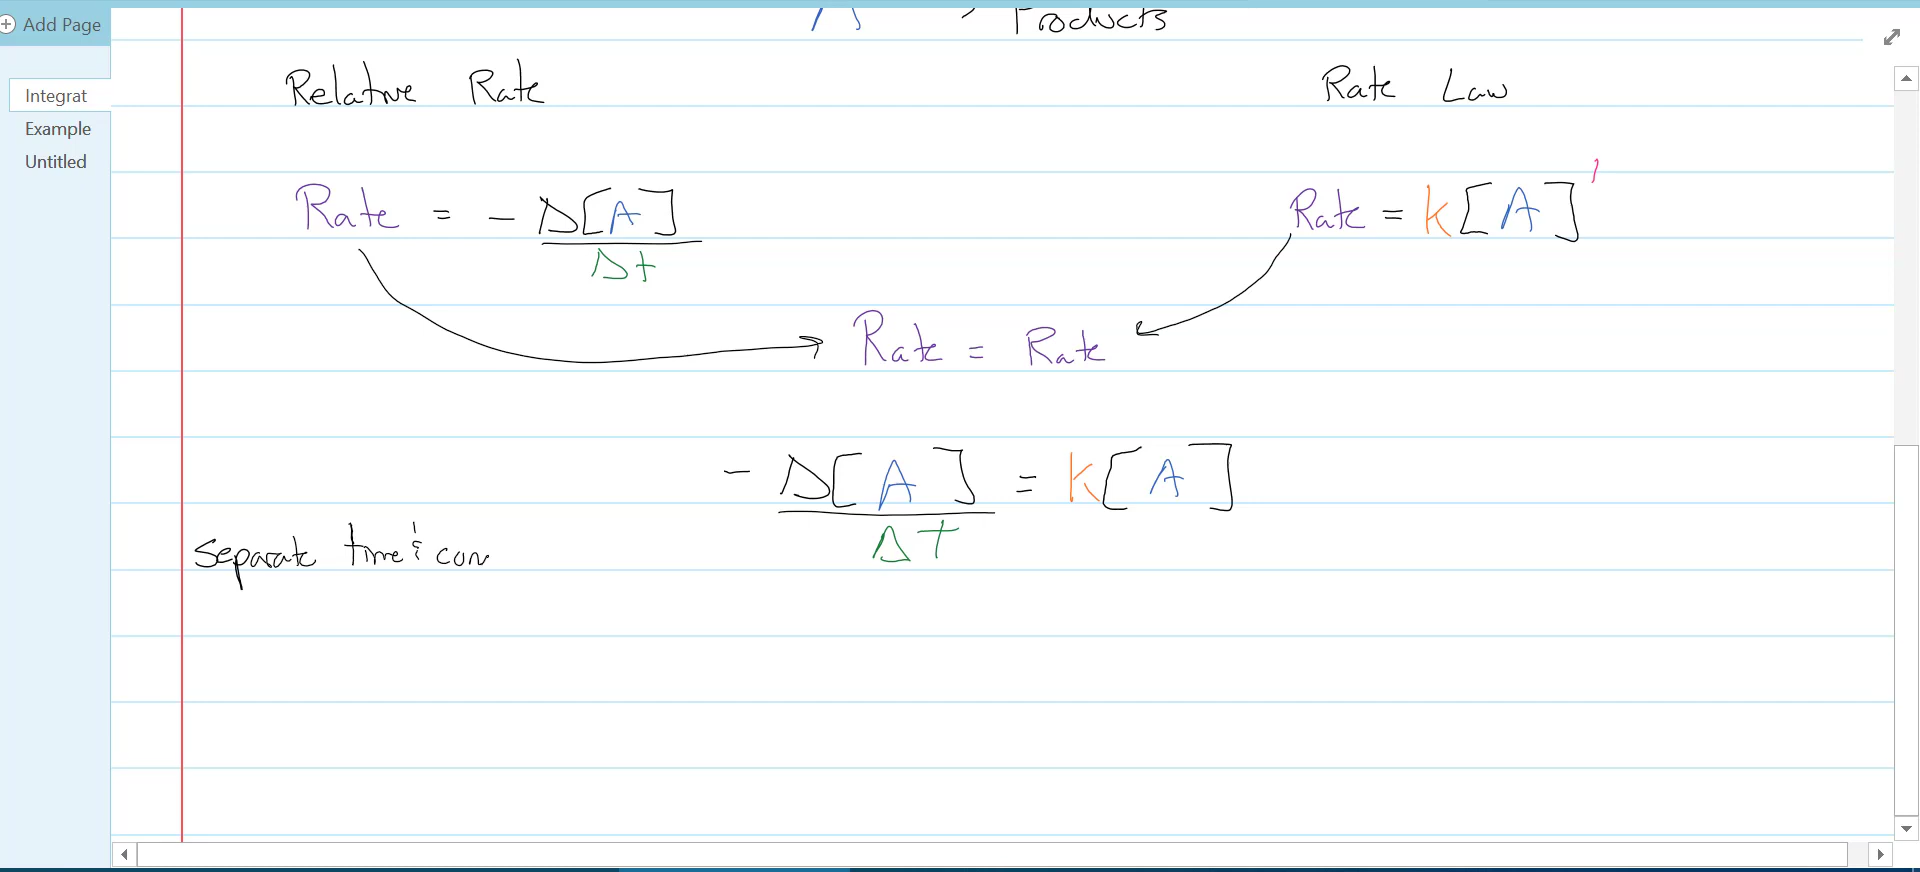 Add Page
A → Products
Integrat
Example
Untitled
Relative Rate
Rate Law
Rate = - Δ[A]
Δt
Rate = k[A]¹
Rate = Rate
- Δ[A] = k[A]
ΔT
Separate time & con